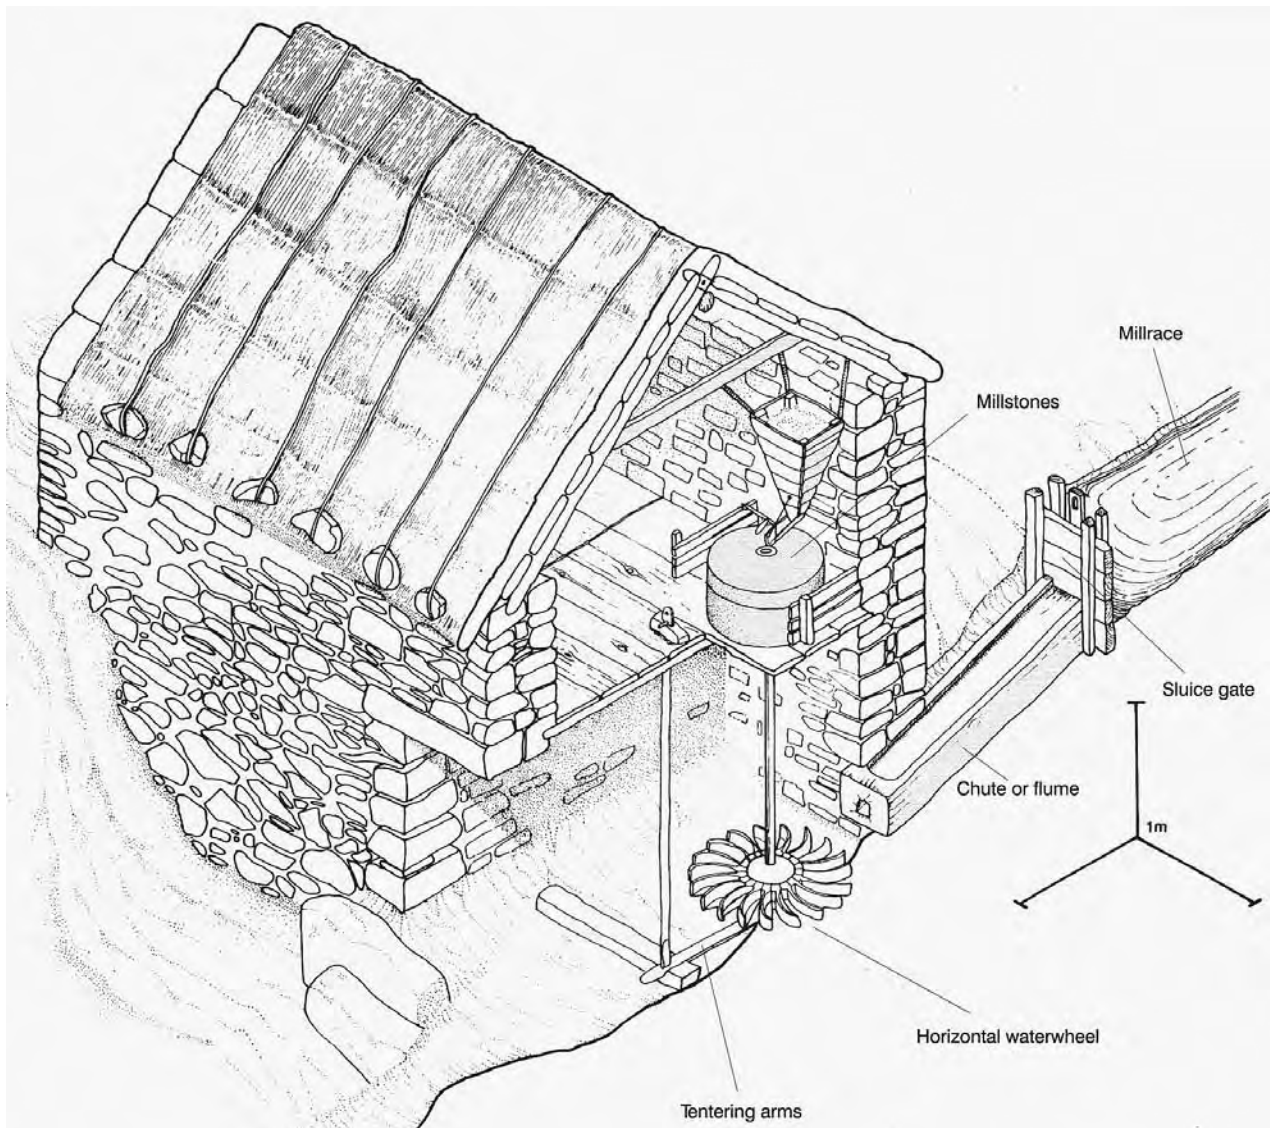 Millrace
Millstones
Sluice gate
Chute or flume
1m
Horizontal waterwheel
Tentering arms